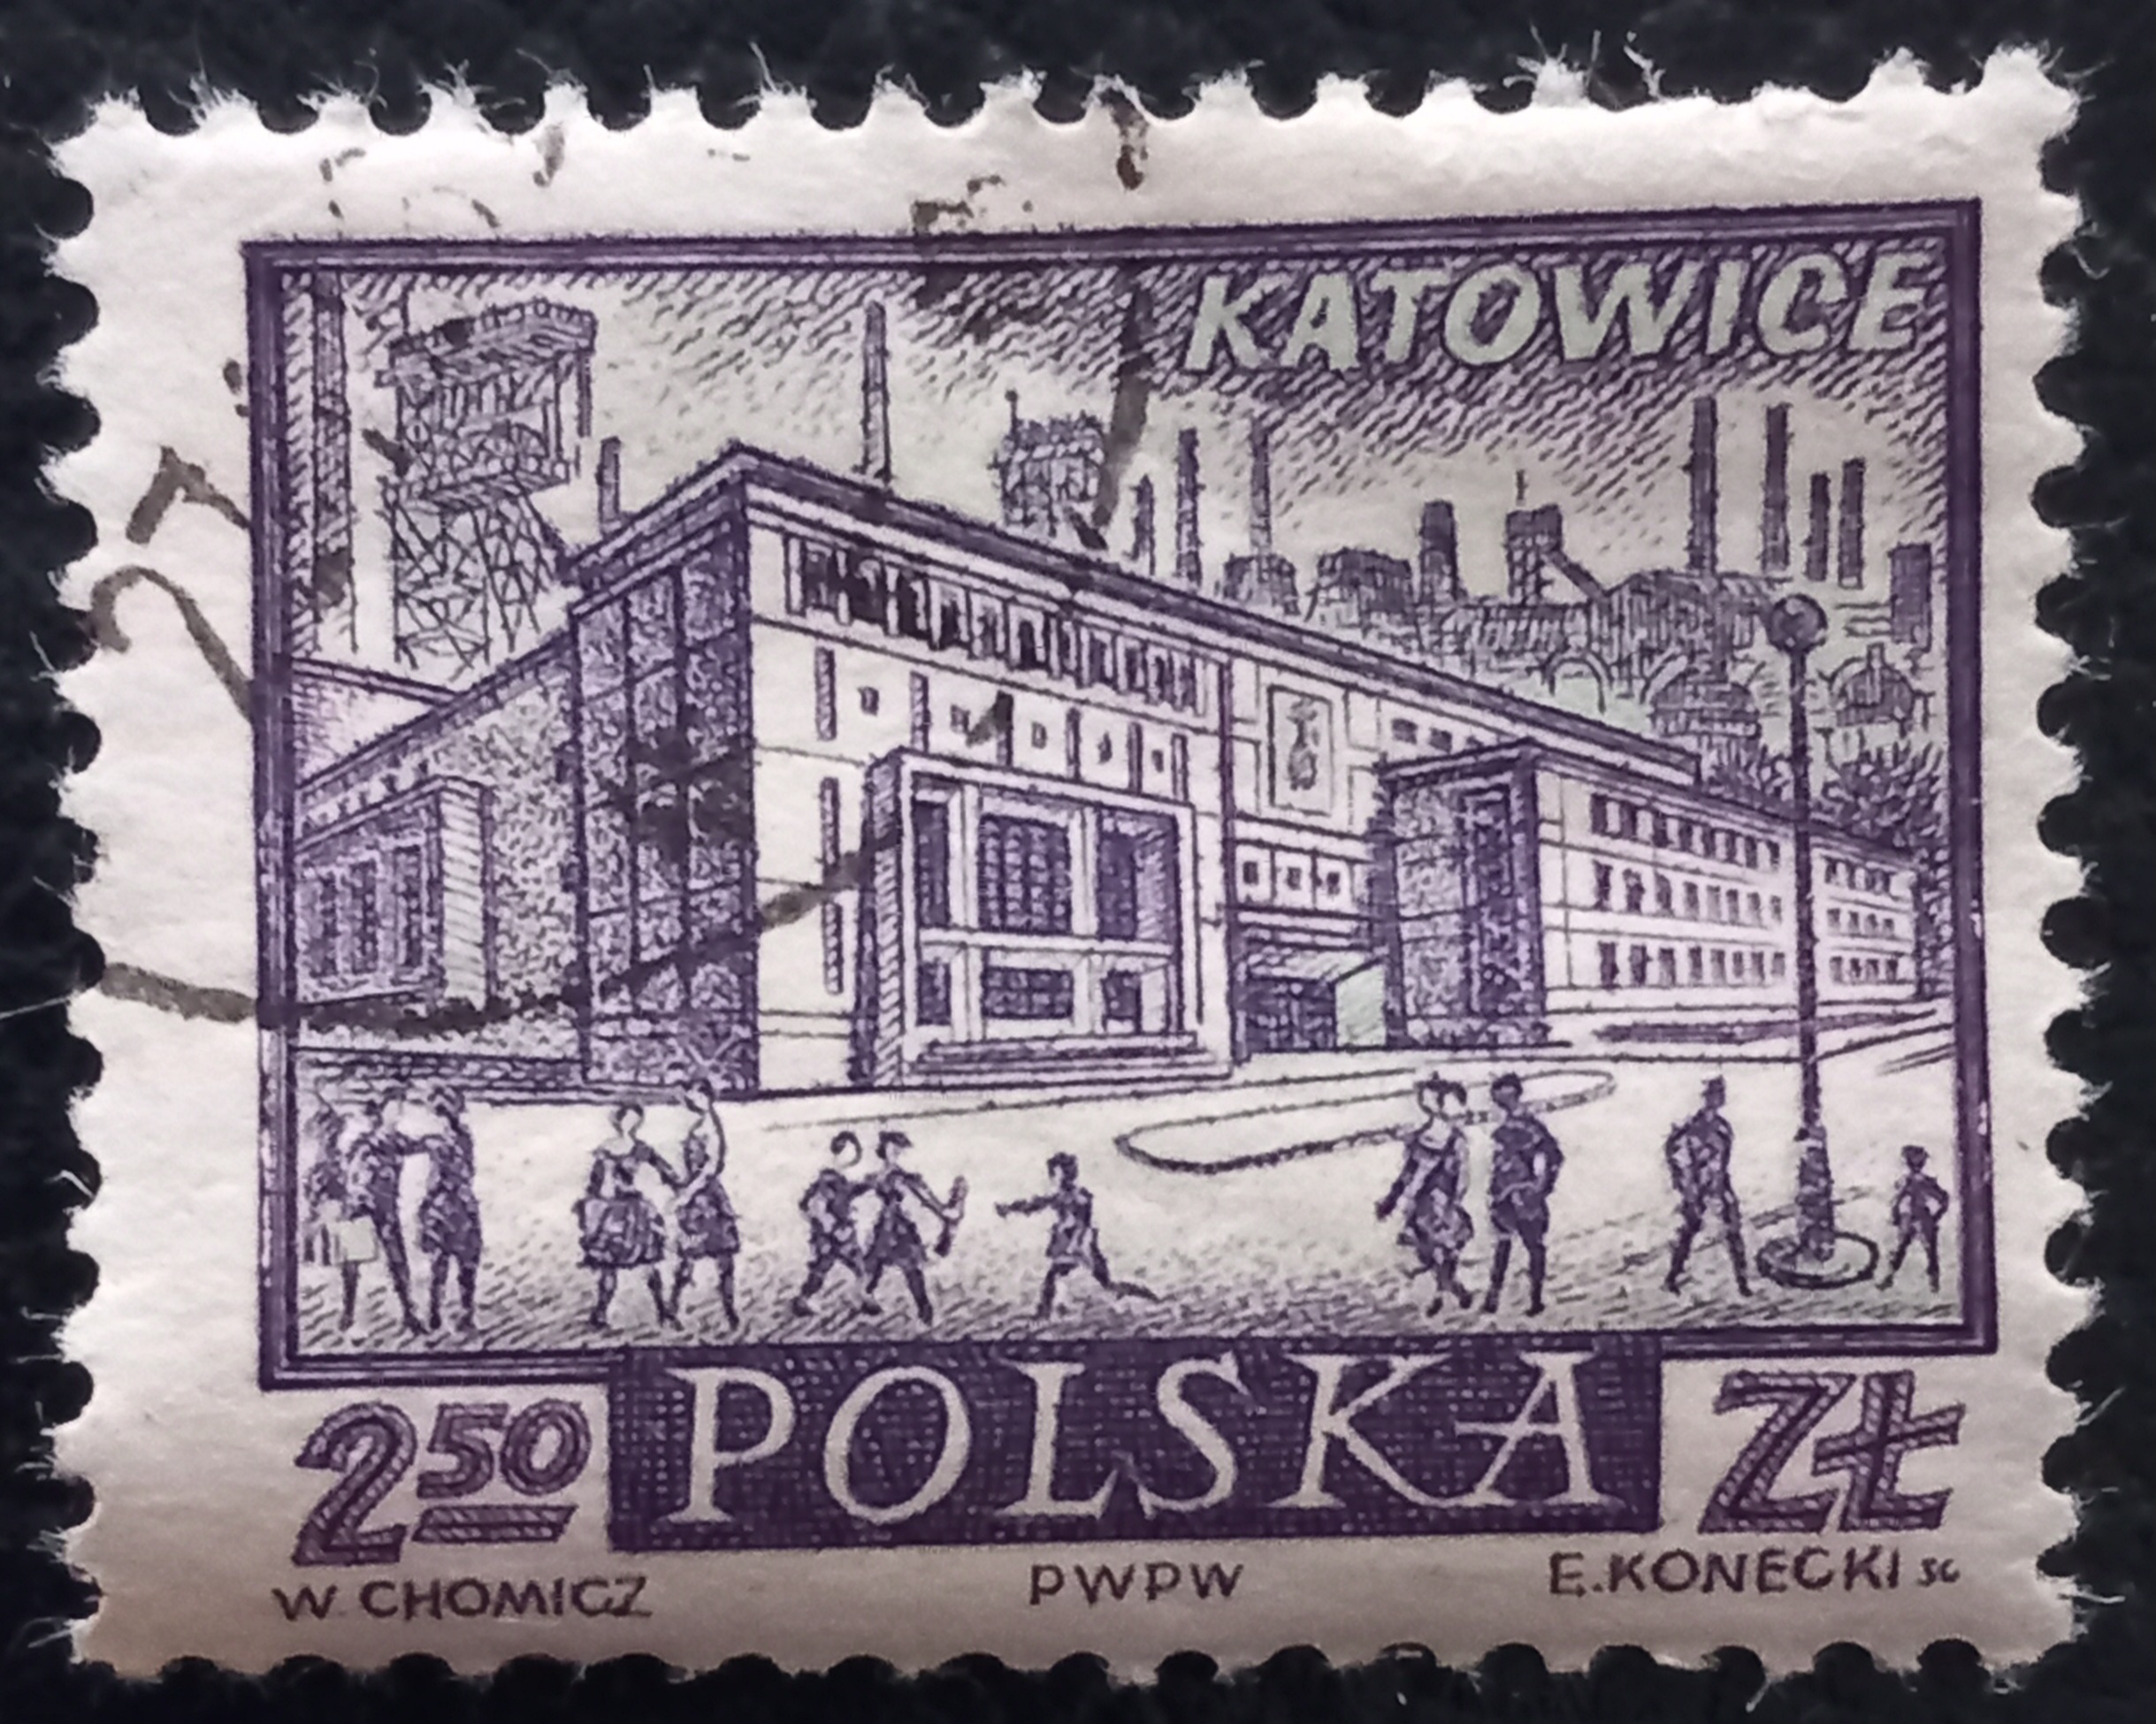 KATOWICE
2 50 POLSKA ZŁ
W. CHOMICZ PWPW E. KONECKI SC